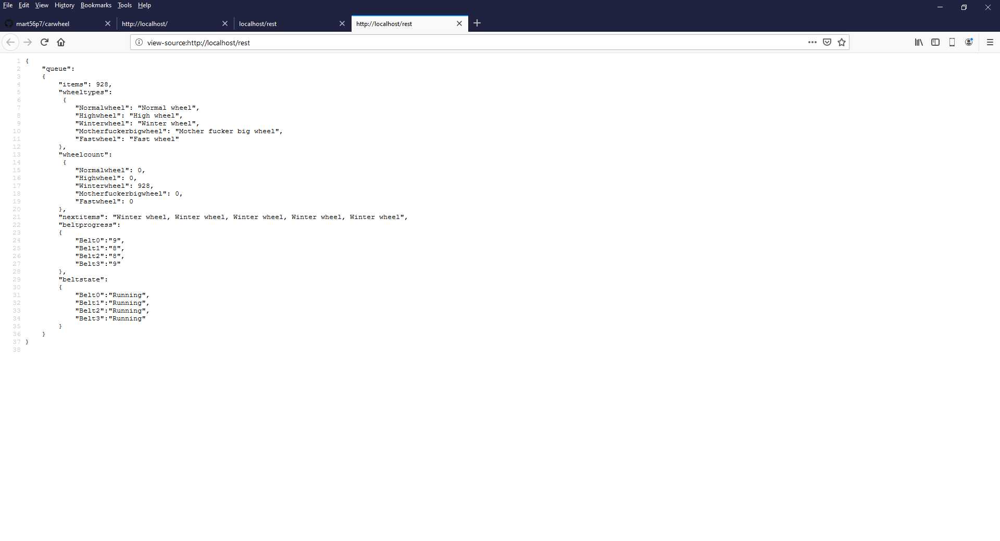 File Edit View History Bookmarks Tools Help
mart56p7/carwheel
http://localhost/
localhost/rest
http://localhost/rest
view-source:http://localhost/rest
1 {
2     "queue":
3     {
4         "items": 928,
5         "wheeltypes":
6          {
7             "Normalwheel": "Normal wheel",
8             "Highwheel": "High wheel",
9             "Winterwheel": "Winter wheel",
10             "Motherfuckerbigwheel": "Mother fucker big wheel",
11             "Fastwheel": "Fast wheel"
12         },
13         "wheelcount":
14          {
15             "Normalwheel": 0,
16             "Highwheel": 0,
17             "Winterwheel": 928,
18             "Motherfuckerbigwheel": 0,
19             "Fastwheel": 0
20         },
21         "nextitems": "Winter wheel, Winter wheel, Winter wheel, Winter wheel, Winter wheel",
22         "beltprogress":
23         {
24             "Belt0":"9",
25             "Belt1":"8",
26             "Belt2":"8",
27             "Belt3":"9"
28         },
29         "beltstate":
30         {
31             "Belt0":"Running",
32             "Belt1":"Running",
33             "Belt2":"Running",
34             "Belt3":"Running"
35         }
36     }
37 }
38